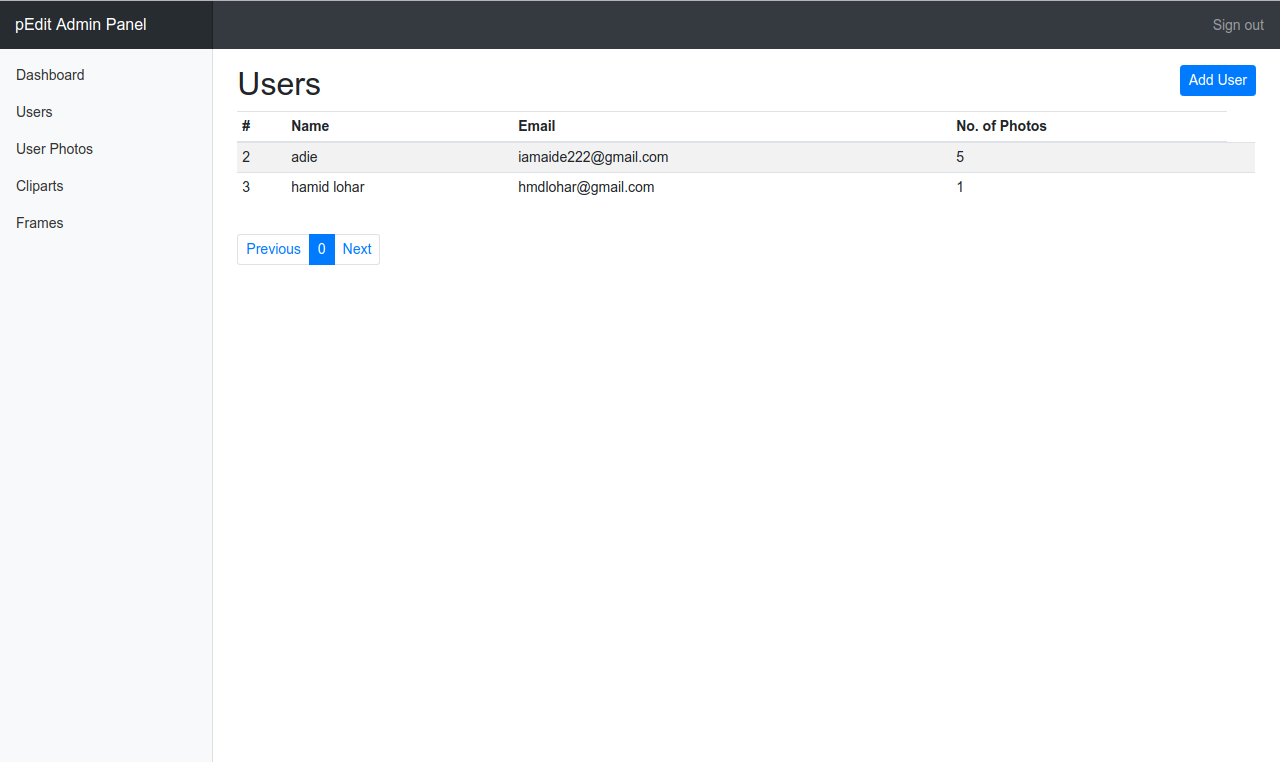 pEdit Admin Panel Sign out
Dashboard
Users
User Photos
Cliparts
Frames
Users Add User
# Name Email No. of Photos
2 adie iamaide222@gmail.com 5
3 hamid lohar hmdlohar@gmail.com 1
Previous 0 Next